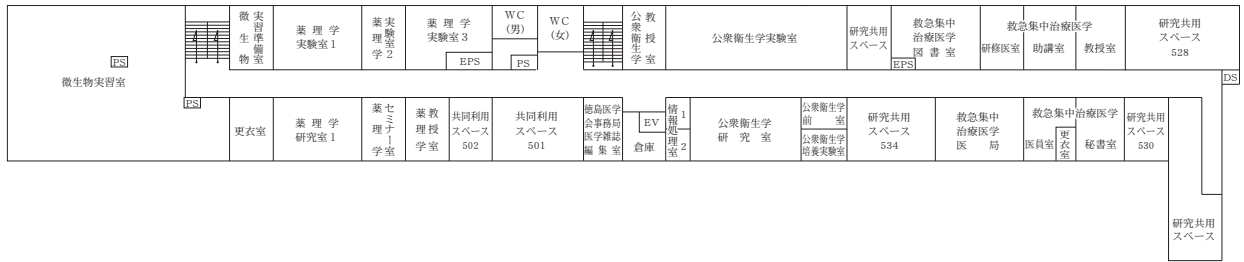 微生物実習室
PS
PS
微生物
実習準備室
薬理学
実験室1
薬理学
実験室2
薬理学
実験室3
EPS
WC
(男)
PS
WC
(女)
公衆衛生学
教授室
公衆衛生学実験室
研究共用
スペース
救急集中
治療医学
図書室
EPS
救急集中治療医学
研修医室
助講室
教授室
研究共用
スペース
528
DS
更衣室
薬理学
研究室1
薬理学
セミナー室
薬理学
教授室
共同利用
スペース
502
共同利用
スペース
501
徳島医学
会事務局
医学雑誌
編集室
EV
倉庫
情報処理室
1
2
公衆衛生学
研究室
公衆衛生学
前室
公衆衛生学
培養実験室
研究共用
スペース
534
救急集中
治療医学
医局
救急集中治療医学
医員室
更衣室
秘書室
研究共用
スペース
530
研究共用
スペース